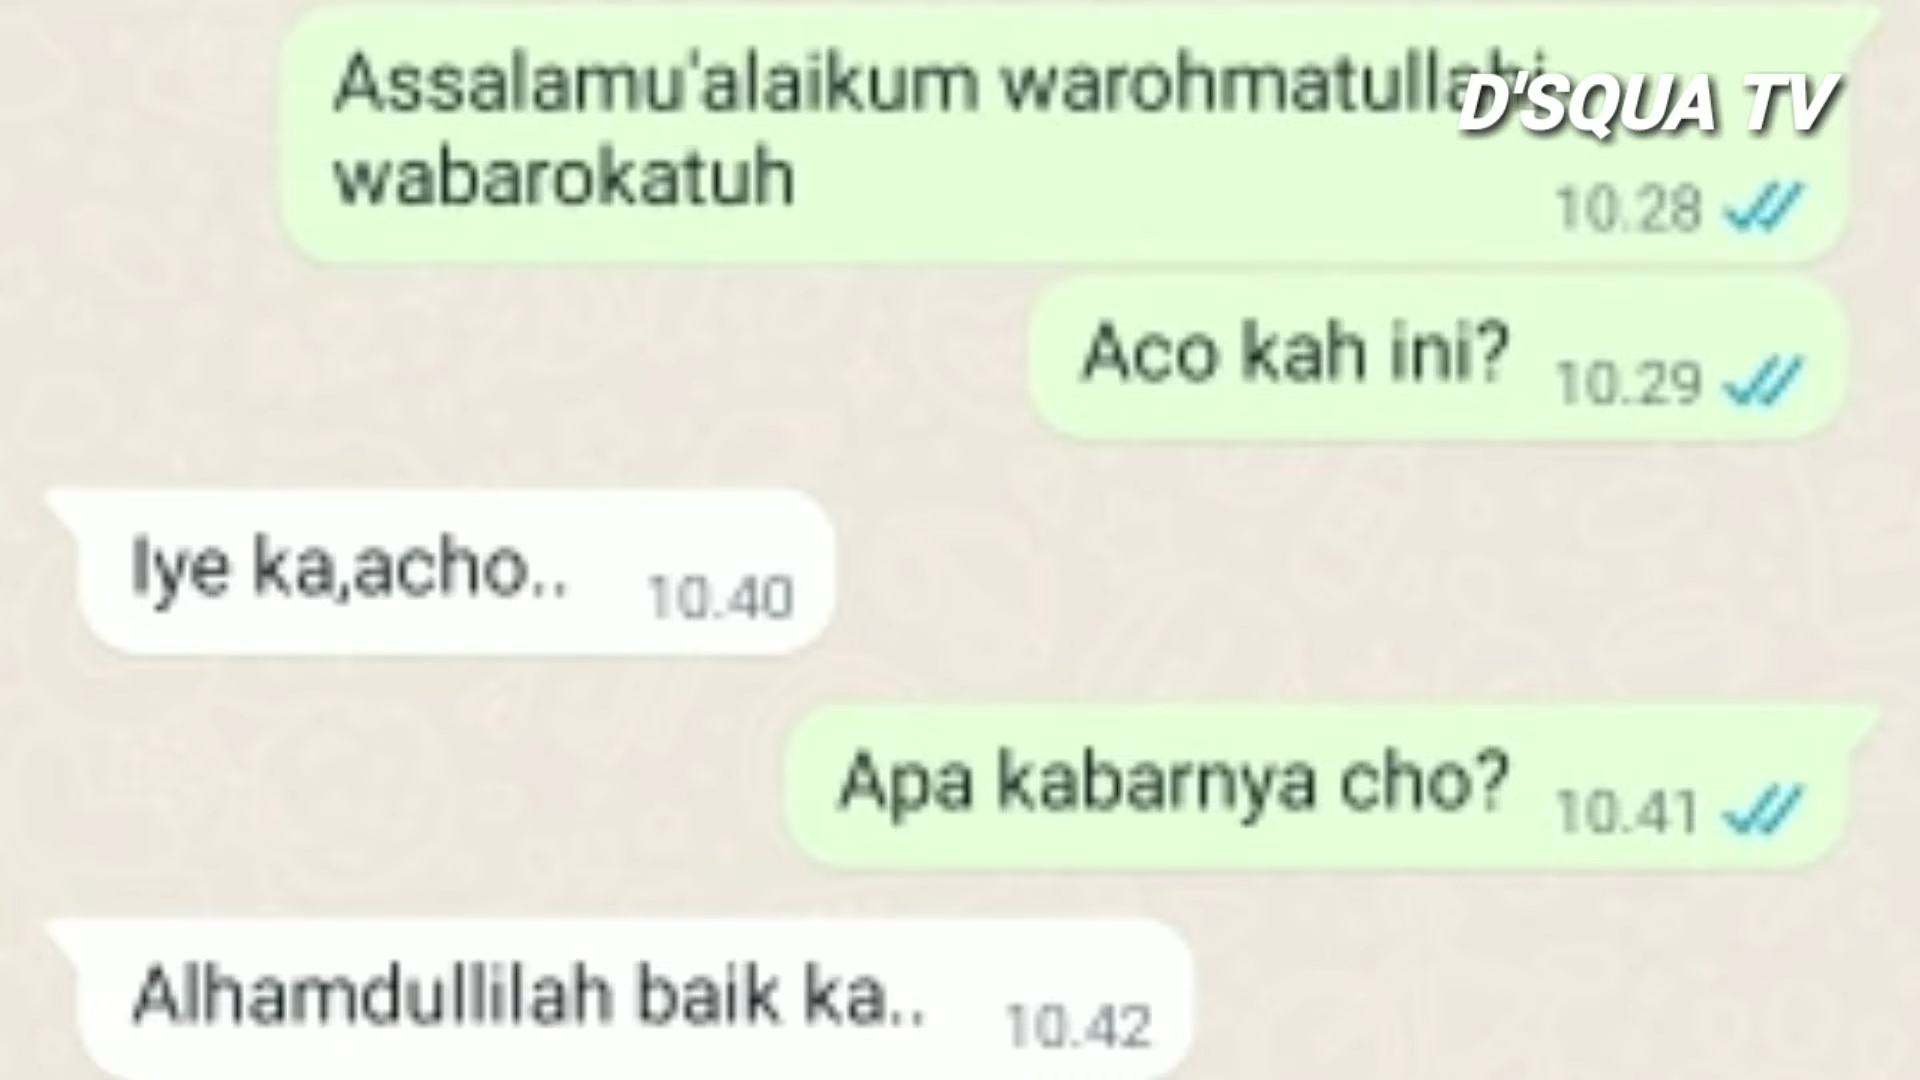 Assalamu'alaikum warohmatullahi
wabarokatuh
D'SQUA TV
10.28
Aco kah ini? 10.29
Iye ka,acho.. 10.40
Apa kabarnya cho? 10.41
Alhamdullilah baik ka.. 10.42